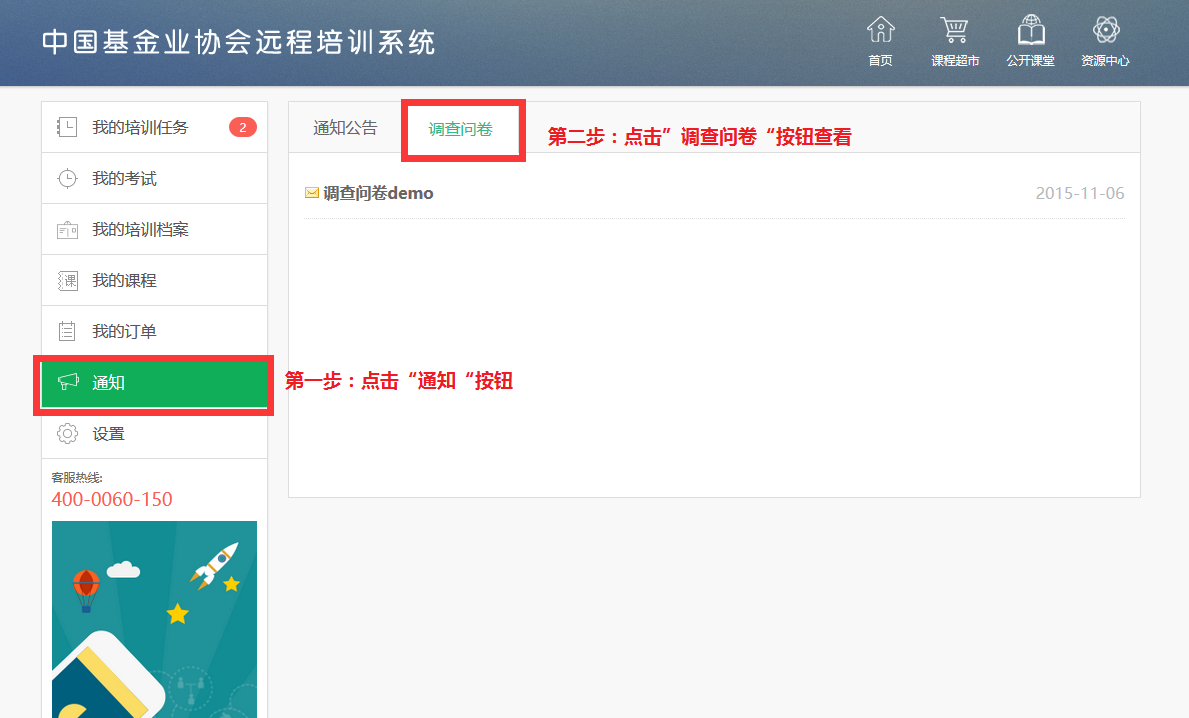 中国基金业协会远程培训系统
首页
课程超市
公开课堂
资源中心
我的培训任务
2
我的考试
我的培训档案
课
我的课程
我的订单
通知
设置
客服热线:
400-0060-150
通知公告
调查问卷
第二步：点击”调查问卷“按钮查看
调查问卷demo
2015-11-06
第一步：点击“通知“按钮